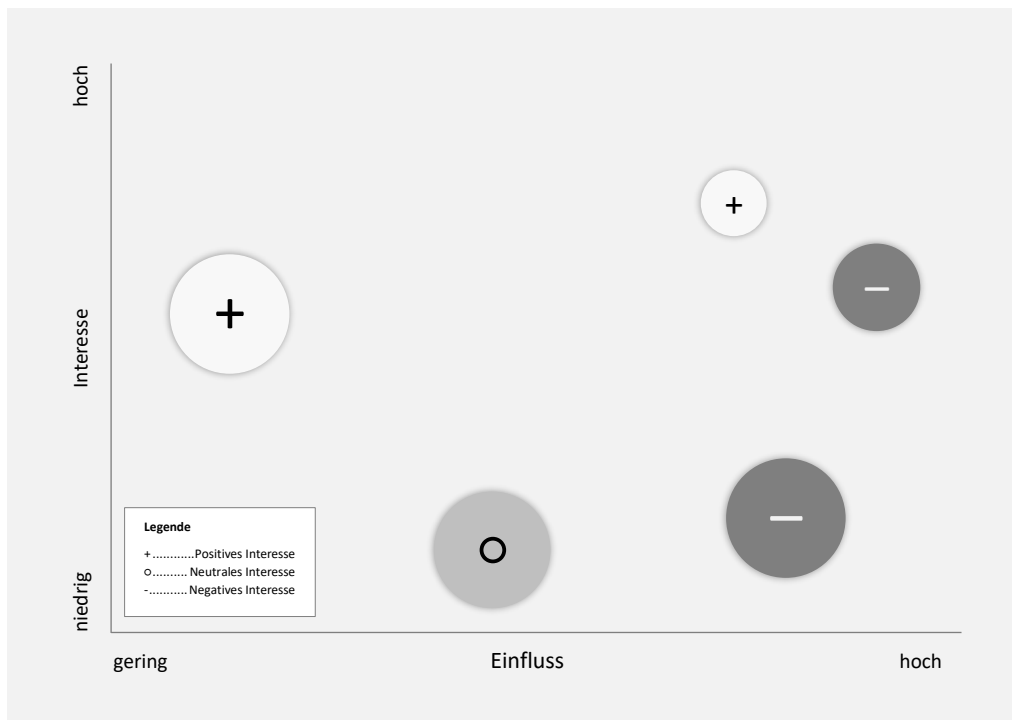 hoch
+
–
Interesse
+
–
o
Legende
+...........Positives Interesse
o..........Neutrales Interesse
-...........Negatives Interesse
niedrig
gering
Einfluss
hoch